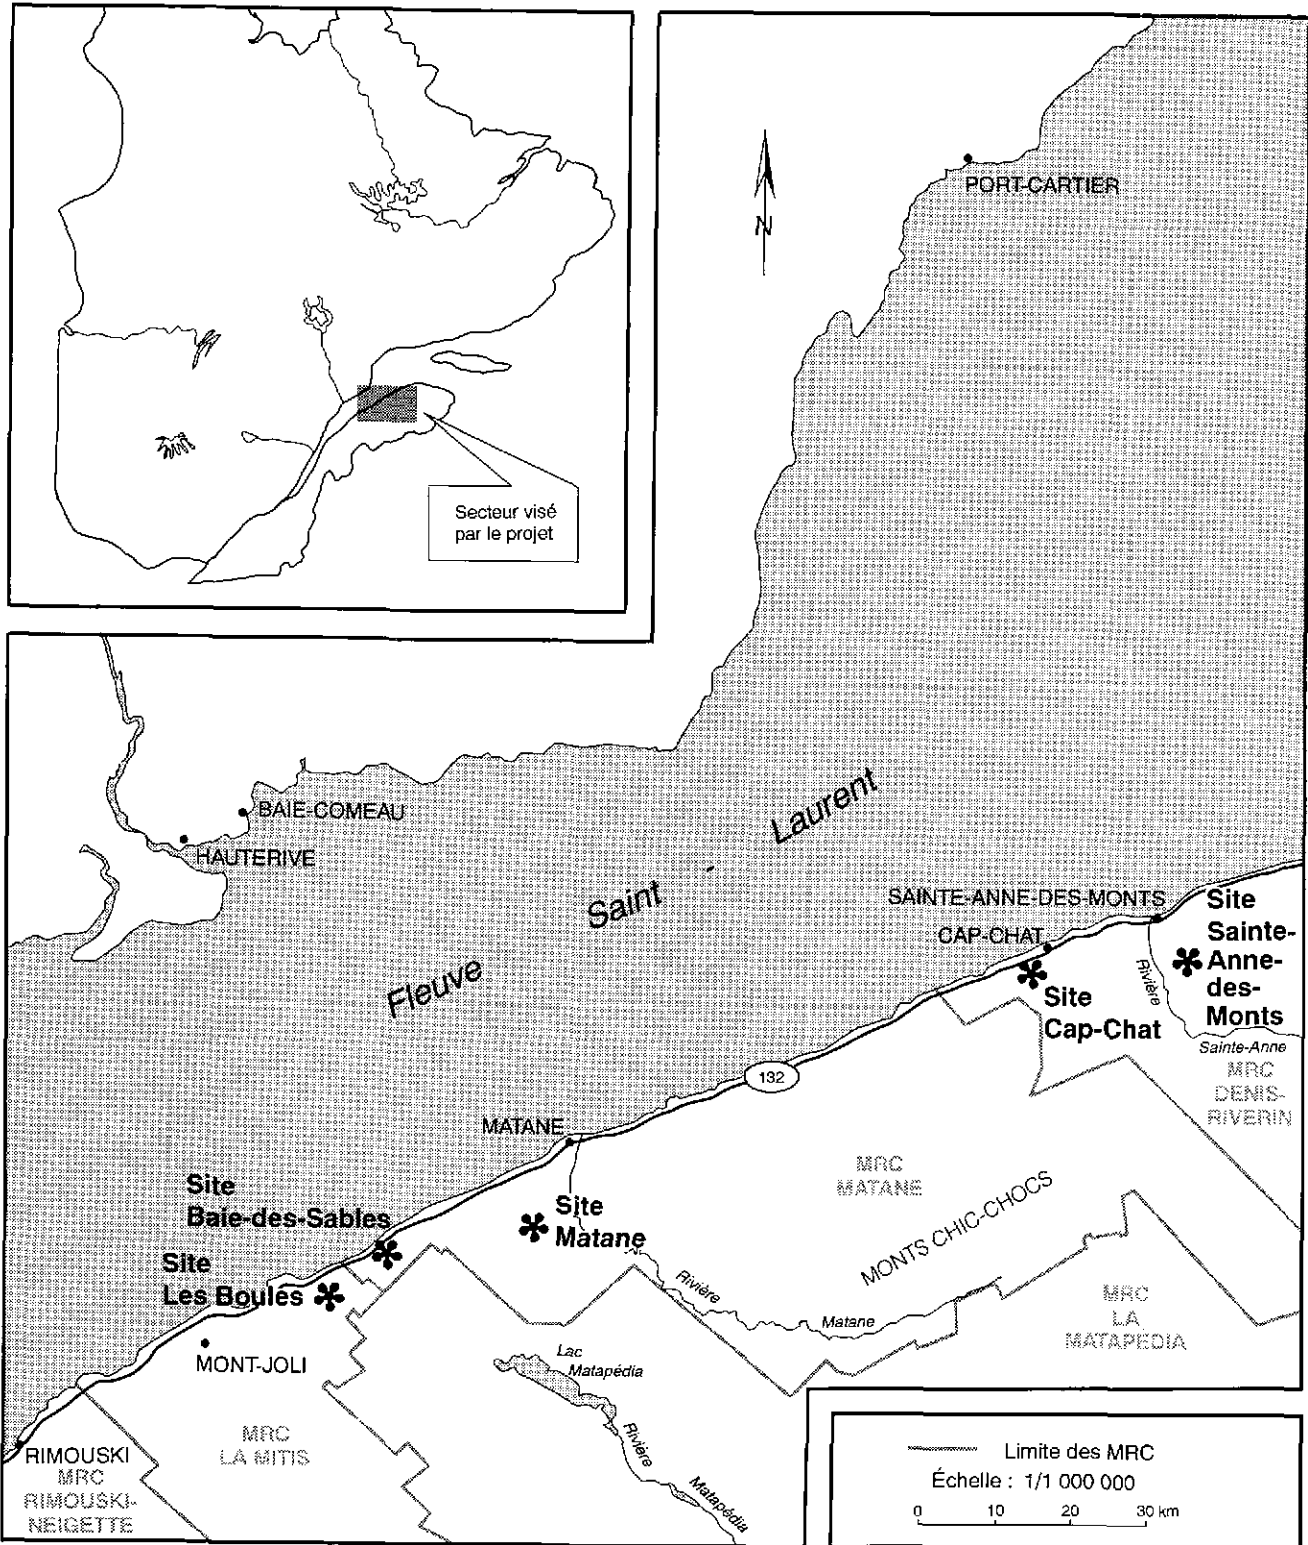 Secteur visé
par le projet
N
PORT-CARTIER
BAIE-COMEAU
HAUTERIVE
Fleuve
Saint
Laurent
SAINTE-ANNE-DES-MONTS
CAP-CHAT
Site
Sainte-
Anne-
des-
Monts
Site
Cap-Chat
Rivière
Sainte-Anne
MRC
DENIS-
RIVERIN
132
MATANE
MRC
MATANE
MONTS CHIC-CHOCS
Site
Baie-des-Sables
Site
Matane
Site
Les Boules
Rivière
Matane
MRC
LA
MATAPÉDIA
MONT-JOLI
Lac
Matapédia
Rivière
Matapédia
MRC
LA MITIS
RIMOUSKI
MRC
RIMOUSKI-
NEIGETTE
Limite des MRC
Échelle : 1/1 000 000
0 10 20 30 km